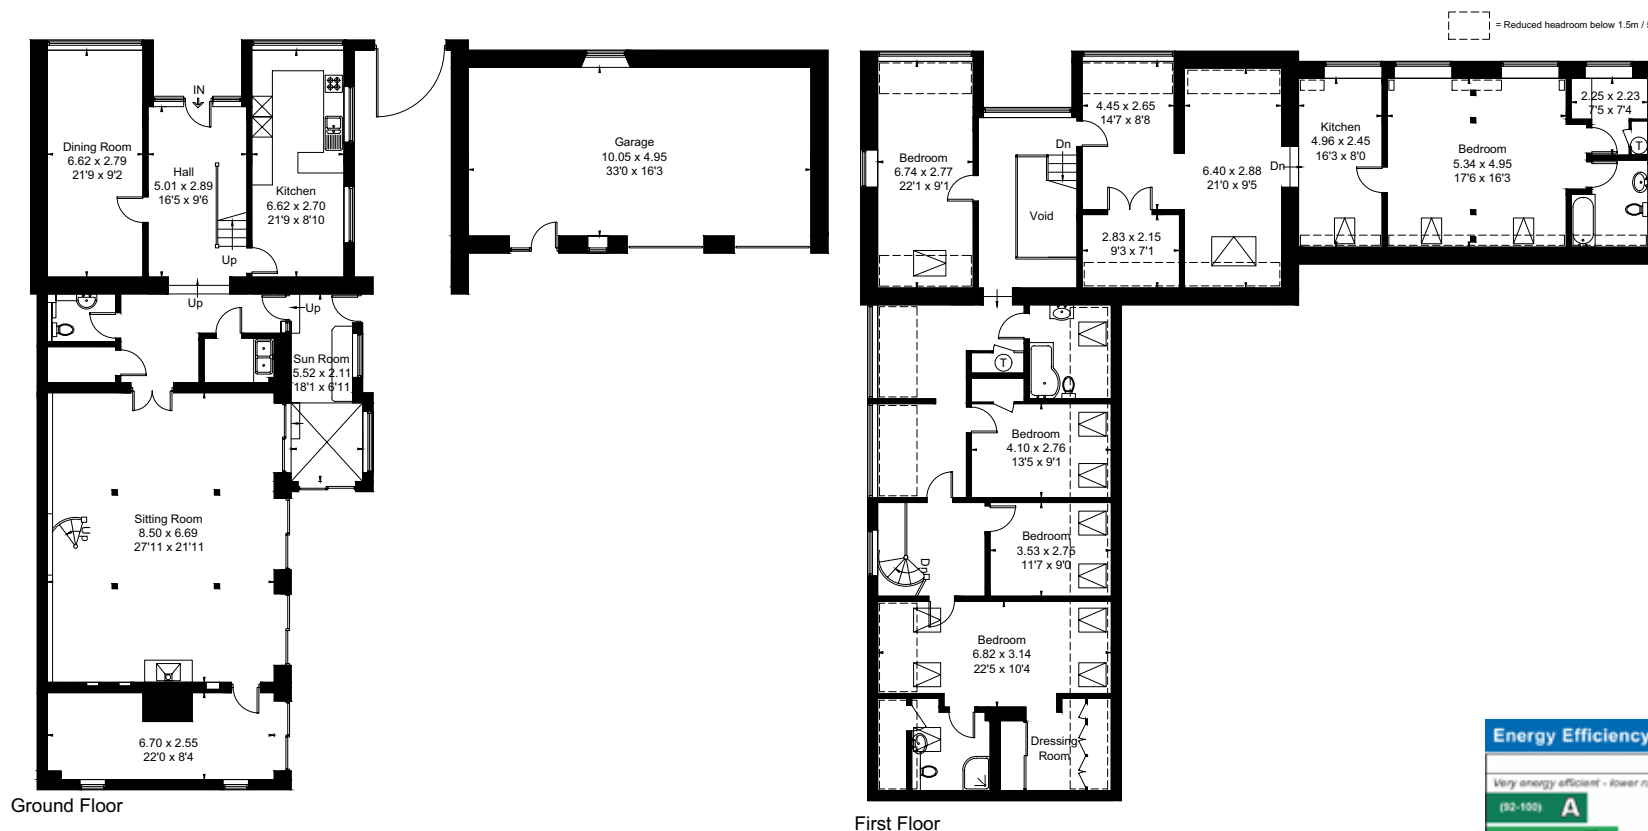 = Reduced headroom below 1.5m / 5
IN
Dining Room
6.62 x 2.79
21'9 x 9'2
Hall
5.01 x 2.89
16'5 x 9'6
Up
Kitchen
6.62 x 2.70
21'9 x 8'10
Garage
10.05 x 4.95
33'0 x 16'3
Up
Up
Sun Room
5.52 x 2.11
18'1 x 6'11
Sitting Room
8.50 x 6.69
27'11 x 21'11
Up
6.70 x 2.55
22'0 x 8'4
Ground Floor
Bedroom
6.74 x 2.77
22'1 x 9'1
Dn
Void
4.45 x 2.65
14'7 x 8'8
2.83 x 2.15
9'3 x 7'1
6.40 x 2.88
21'0 x 9'5
Dn
Kitchen
4.96 x 2.45
16'3 x 8'0
Bedroom
5.34 x 4.95
17'6 x 16'3
2.25 x 2.23
7'5 x 7'4
T
T
Bedroom
4.10 x 2.76
13'5 x 9'1
Bedroom
3.53 x 2.75
11'7 x 9'0
Dn
Bedroom
6.82 x 3.14
22'5 x 10'4
Dressing
Room
First Floor
Energy Efficiency
Very energy efficient - lower r
(92-100) A